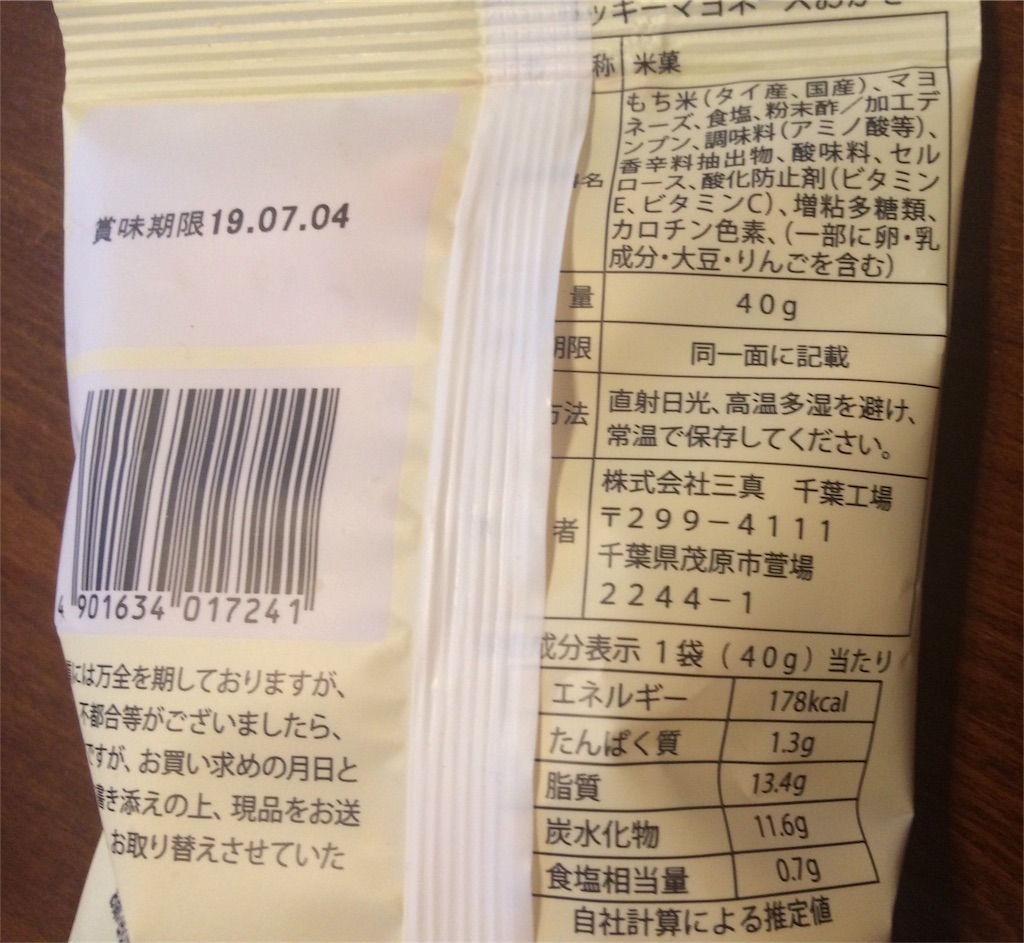 ッキーマヨネーズおかき
称 米菓
名 もち米(タイ産、国産)、マヨ
ネーズ、食塩、粉末酢／加工デ
ンプン、調味料(アミノ酸等)、
香辛料抽出物、酸味料、セル
ロース、酸化防止剤(ビタミン
E、ビタミンC)、増粘多糖類、
カロチン色素、(一部に卵・乳
成分・大豆・りんごを含む)
量 40g
期限 同一面に記載
方法 直射日光、高温多湿を避け、
常温で保存してください。
者 株式会社三真 千葉工場
〒299－4111
千葉県茂原市萱場
2244－1
成分表示 1袋(40g)当たり
エネルギー 178kcal
たんぱく質 1.3g
脂質 13.4g
炭水化物 11.6g
食塩相当量 0.7g
自社計算による推定値
賞味期限19.07.04
4 901634 017241
には万全を期しておりますが、
不都合等がございましたら、
ですが、お買い求めの月日と
書き添えの上、現品をお送
お取り替えさせていた